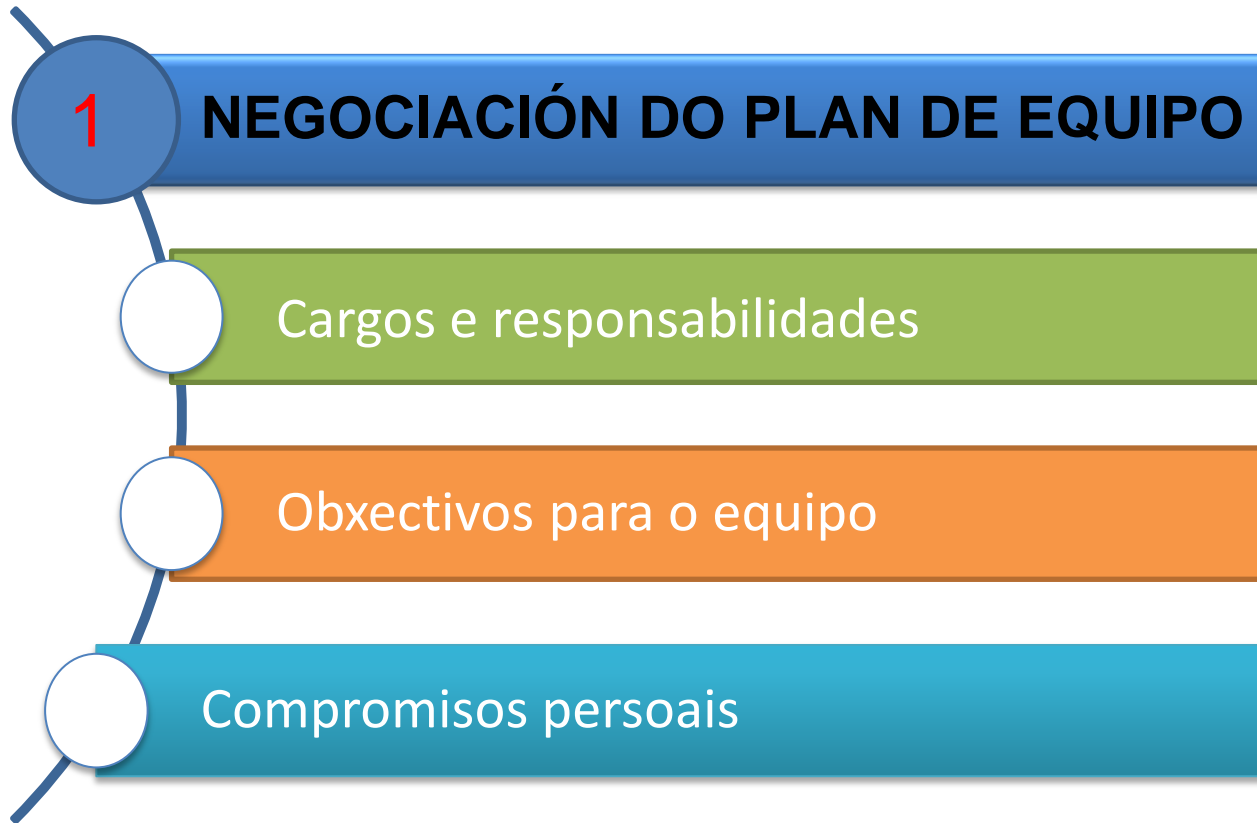 1
NEGOCIACIÓN DO PLAN DE EQUIPO
Cargos e responsabilidades
Obxectivos para o equipo
Compromisos persoais